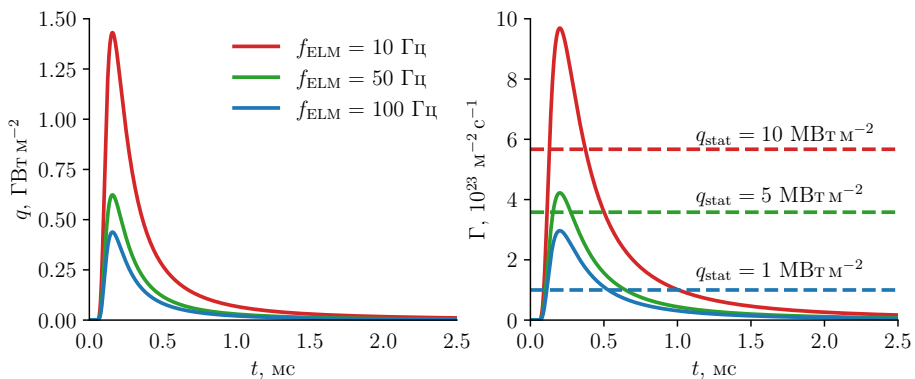 q, ГВт м⁻²
1.50
1.25
1.00
0.75
0.50
0.25
0.00
f_ELM = 10 Гц
f_ELM = 50 Гц
f_ELM = 100 Гц
0.0 0.5 1.0 1.5 2.0 2.5
t, мс
Γ, 10²³ м⁻² с⁻¹
10
8
6
4
2
0
q_stat = 10 МВт м⁻²
q_stat = 5 МВт м⁻²
q_stat = 1 МВт м⁻²
0.0 0.5 1.0 1.5 2.0 2.5
t, мс